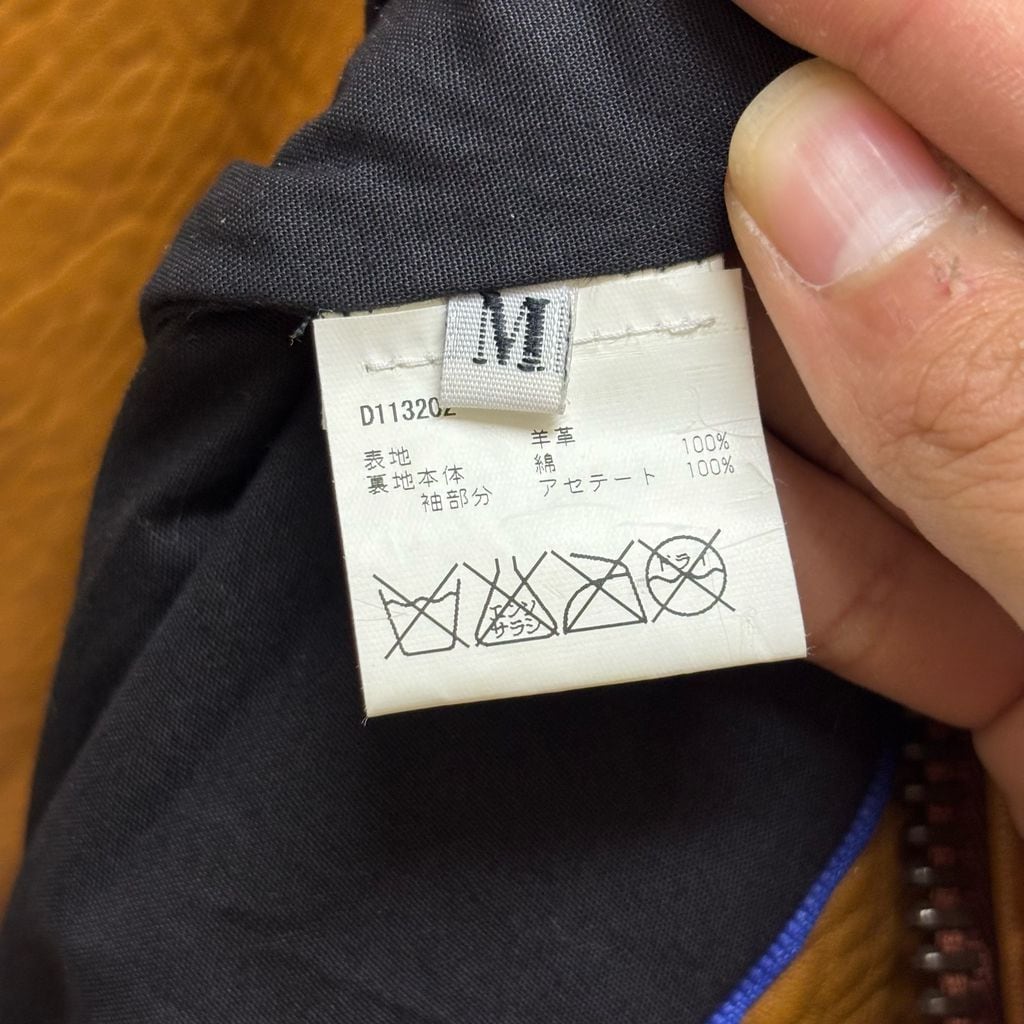 M
D113202
表地 羊革 100%
裏地本体 綿 100%
袖部分 アセテート
エンソ
サラシ
ドライ